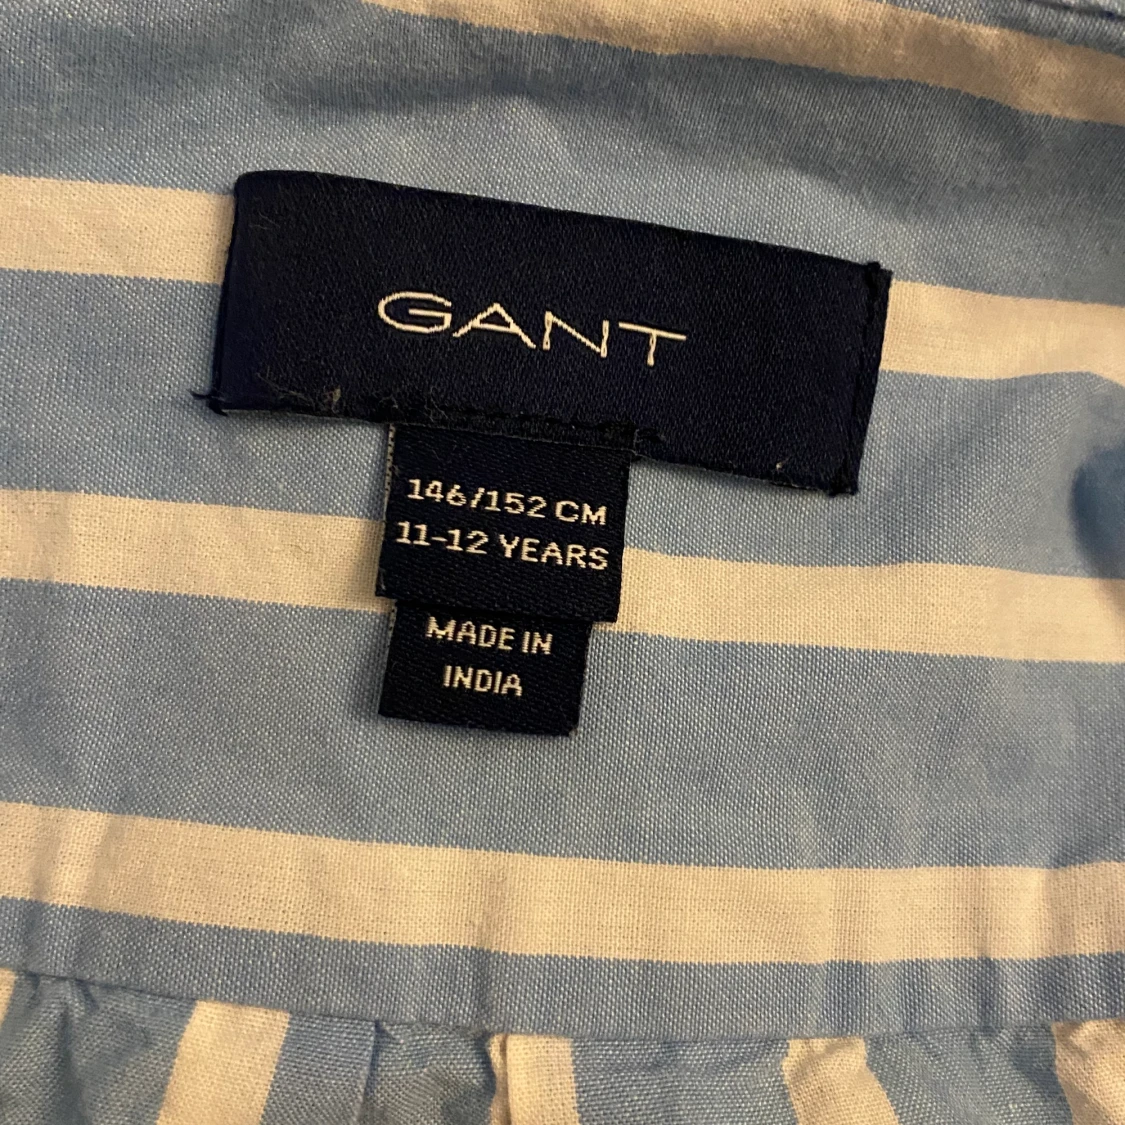 GANT
146/152 CM
11-12 YEARS
MADE IN
INDIA